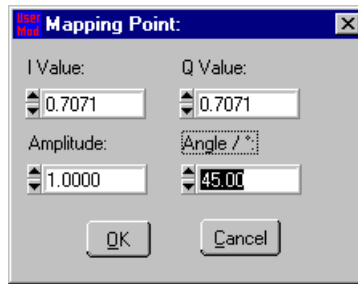 User
Mod
Mapping Point:
I Value:
Q Value:
0.7071
0.7071
Amplitude:
Angle / °:
1.0000
45.00
OK
Cancel